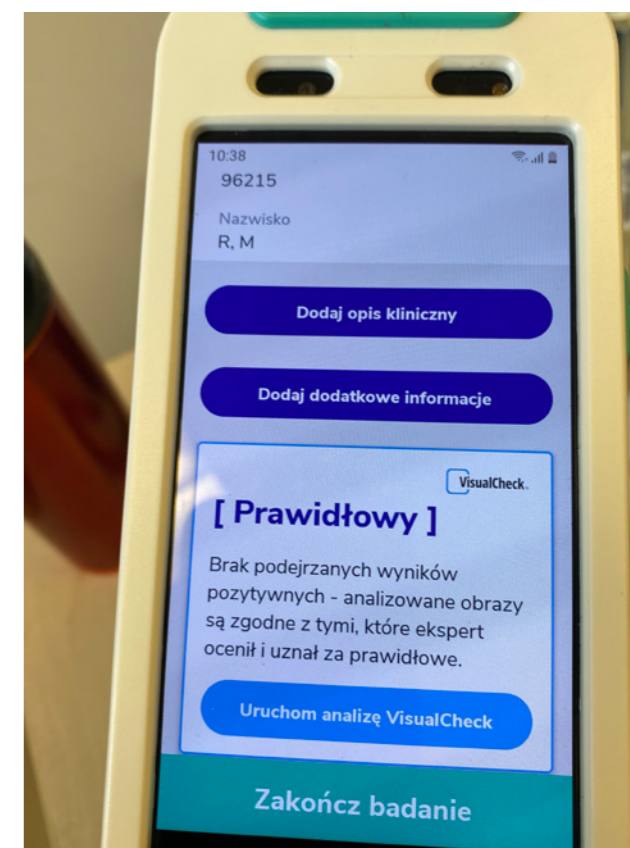 10:38
96215
Nazwisko
R, M
Dodaj opis kliniczny
Dodaj dodatkowe informacje
VisualCheck
[ Prawidłowy ]
Brak podejrzanych wyników
pozytywnych - analizowane obrazy
są zgodne z tymi, które ekspert
ocenił i uznał za prawidłowe.
Uruchom analizę VisualCheck
Zakończ badanie